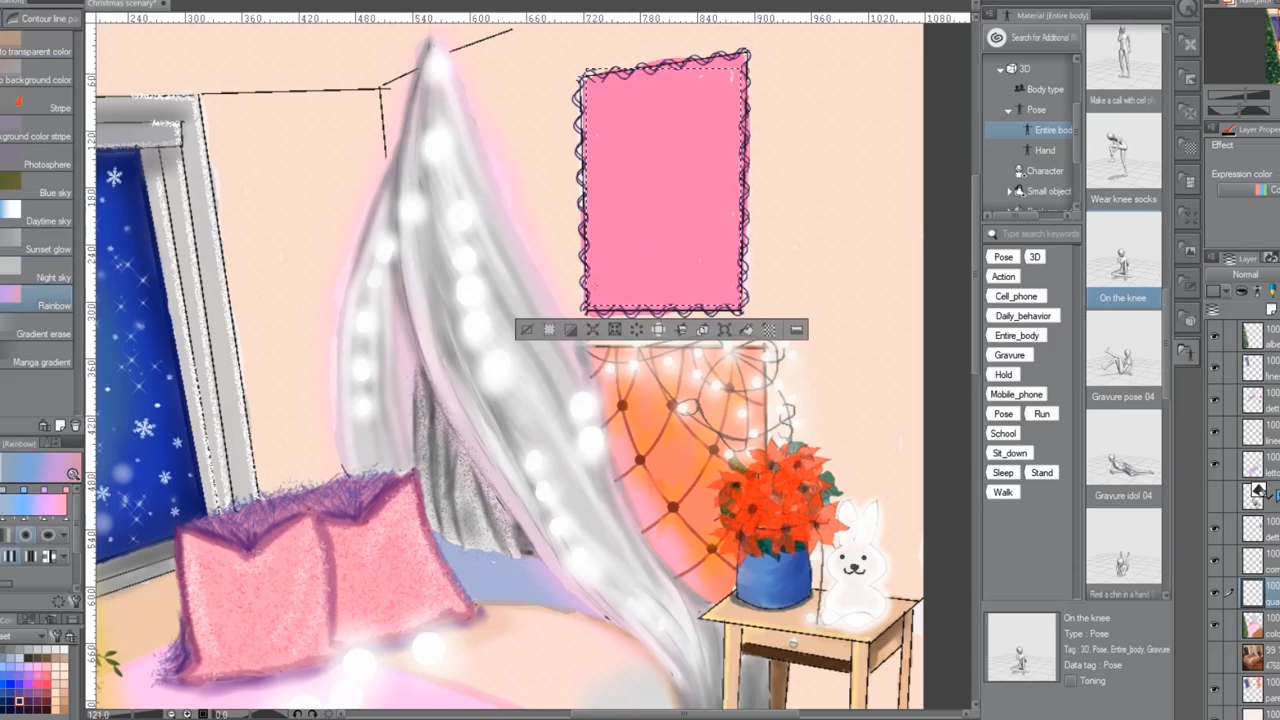 Christmas scenery*
Contour line pa
to transparent color
o background color
Stripe
ground color stripe
Photosphere
Blue sky
Daytime sky
Sunset glow
Night sky
Rainbow
Gradient erase
Manga gradient
[Rainbow]
240 300 360 420 480 540 600 660 720 780 840 900 960 1020 1080
121.0
0.0
Material [Entire body]
Search for Additional
3D
Body type
Pose
Entire bod
Hand
Character
Small object
Type search keywords
Pose 3D
Action
Cell_phone
Daily_behavior
Entire_body
Gravure
Hold
Mobile_phone
Pose Run
School
Sit_down
Sleep Stand
Walk
Make a call with cell ph
Wear knee socks
On the knee
Gravure pose 04
Gravure idol 04
Rest a chin in a hand
On the knee
Type : Pose
Tag : 3D, Pose, Entire_body, Gravure
Data tag : Pose
Toning
Layer Proper
Effect
Expression color
Co
Layer
Normal